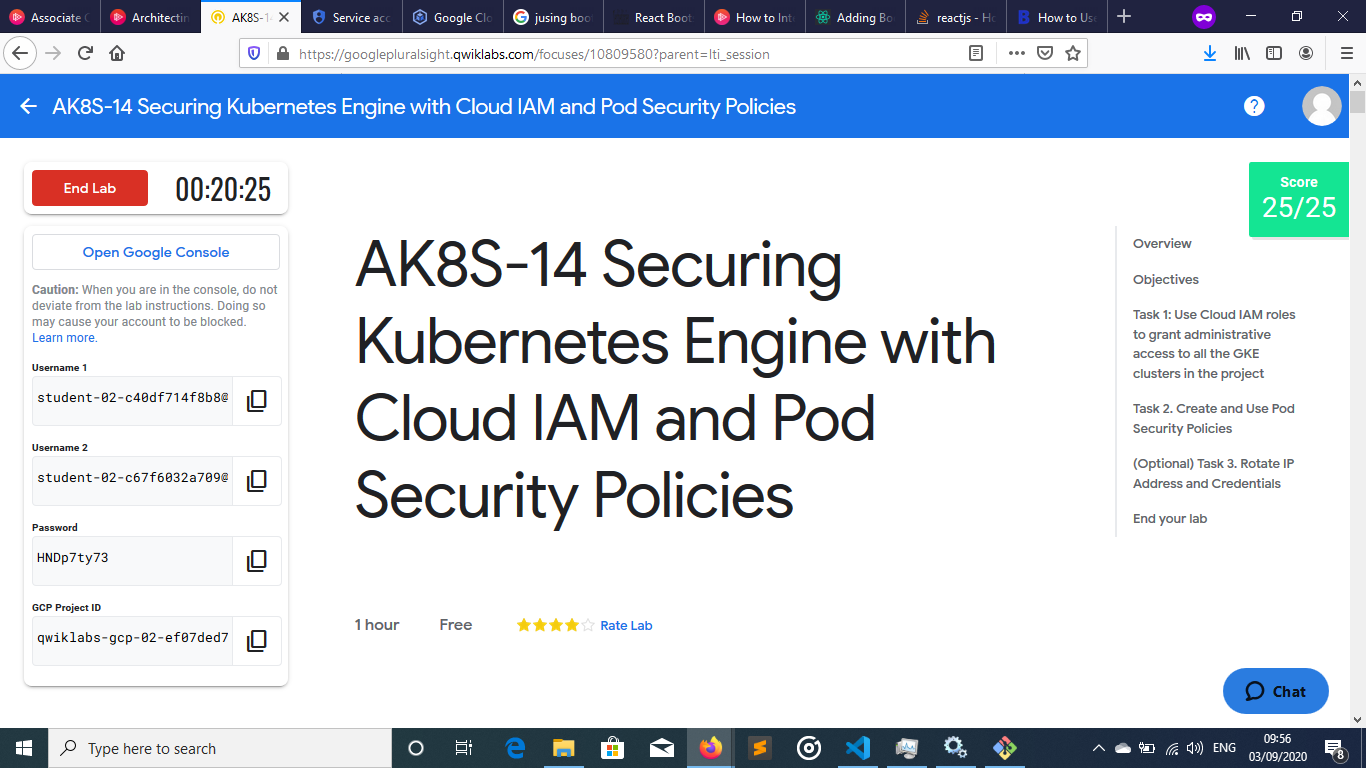 Associate C
Architectin
AK8S-1
Service acc
Google Clo
jusing boot
React Boots
How to Inte
Adding Bo
reactjs - Ho
How to Use
https://googlepluralsight.qwiklabs.com/focuses/10809580?parent=lti_session
AK8S-14 Securing Kubernetes Engine with Cloud IAM and Pod Security Policies
End Lab
00:20:25
Open Google Console
Caution: When you are in the console, do not
deviate from the lab instructions. Doing so
may cause your account to be blocked.
Learn more.
Username 1
student-02-c40df714f8b8@
Username 2
student-02-c67f6032a709@
Password
HNDp7ty73
GCP Project ID
qwiklabs-gcp-02-ef07ded7
AK8S-14 Securing
Kubernetes Engine with
Cloud IAM and Pod
Security Policies
1 hour
Free
Rate Lab
Score
25/25
Overview
Objectives
Task 1: Use Cloud IAM roles
to grant administrative
access to all the GKE
clusters in the project
Task 2. Create and Use Pod
Security Policies
(Optional) Task 3. Rotate IP
Address and Credentials
End your lab
Chat
Type here to search
ENG
09:56
03/09/2020
8